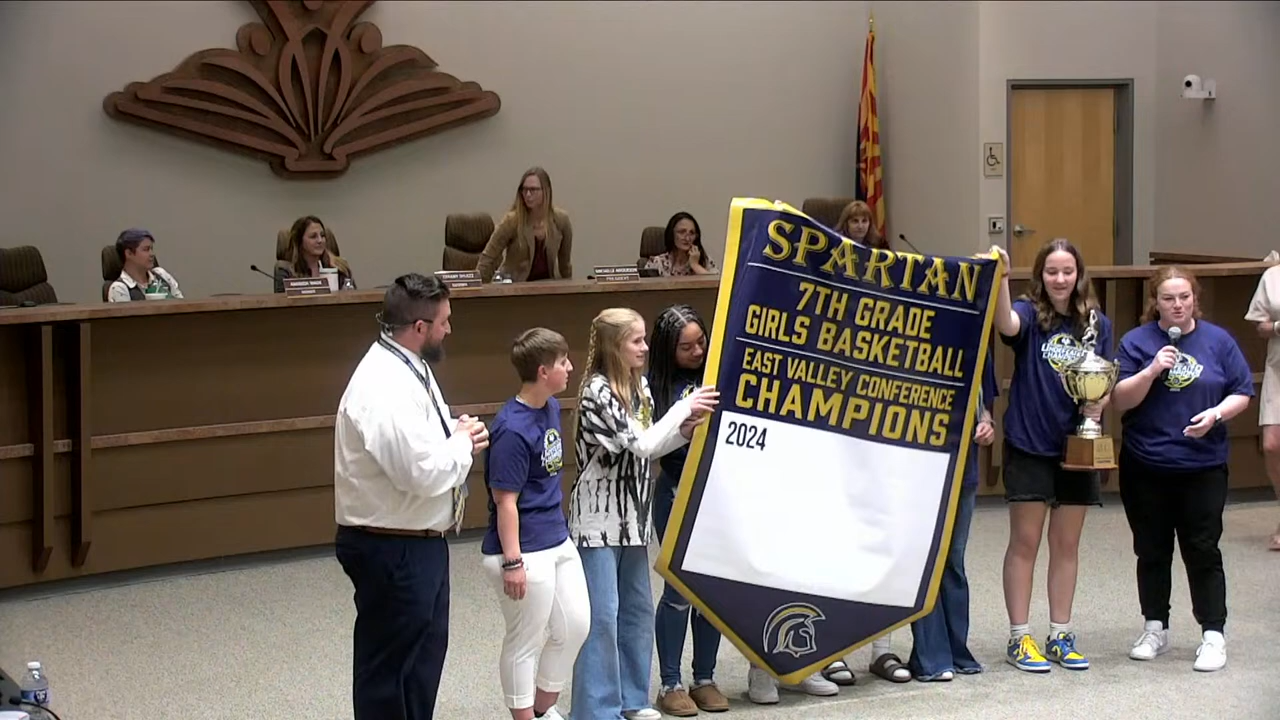 SPARTAN
7TH GRADE
GIRLS BASKETBALL
EAST VALLEY CONFERENCE
CHAMPIONS
2024